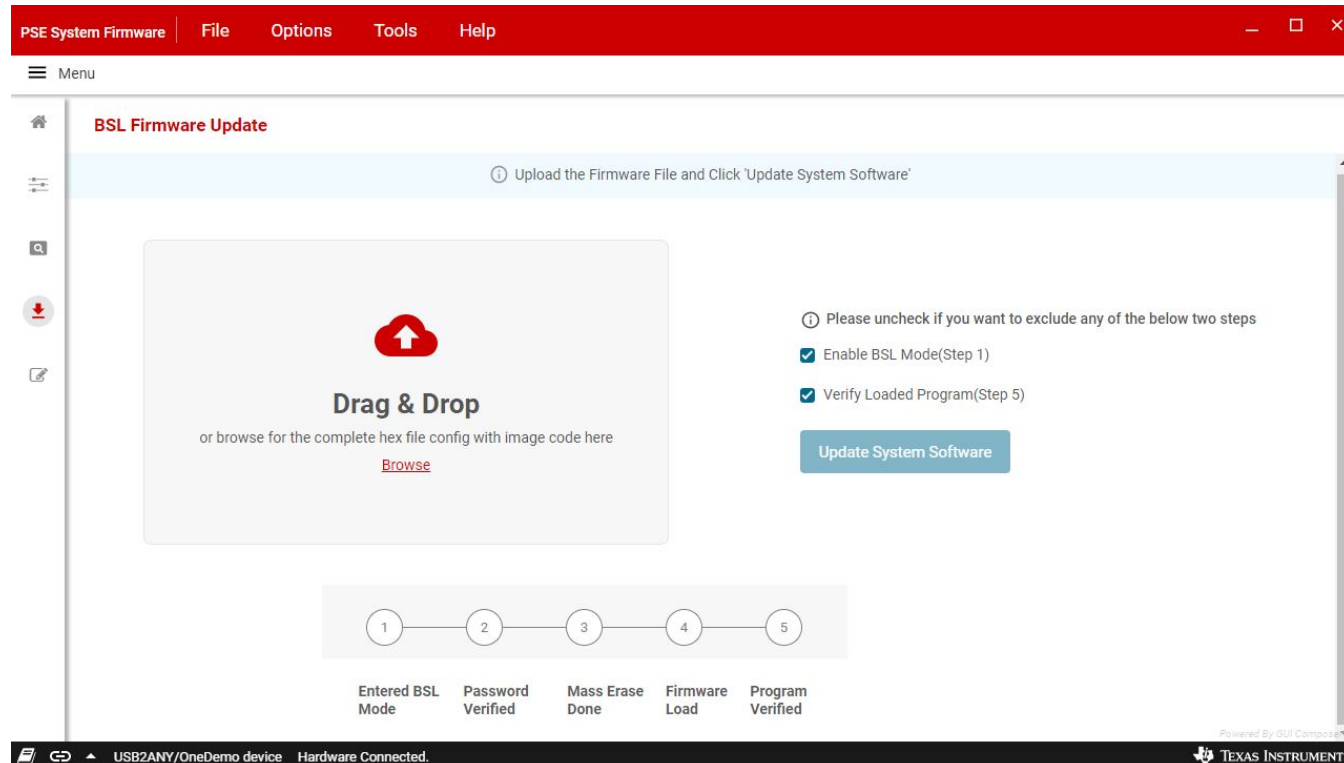 PSE System Firmware File Options Tools Help
Menu
BSL Firmware Update
Upload the Firmware File and Click 'Update System Software'
Please uncheck if you want to exclude any of the below two steps
Enable BSL Mode(Step 1)
Verify Loaded Program(Step 5)
Update System Software
Drag & Drop
or browse for the complete hex file config with image code here
Browse
1 2 3 4 5
Entered BSL Mode
Password Verified
Mass Erase Done
Firmware Load
Program Verified
Powered By GUI Composer
USB2ANY/OneDemo device Hardware Connected. TEXAS INSTRUMENT